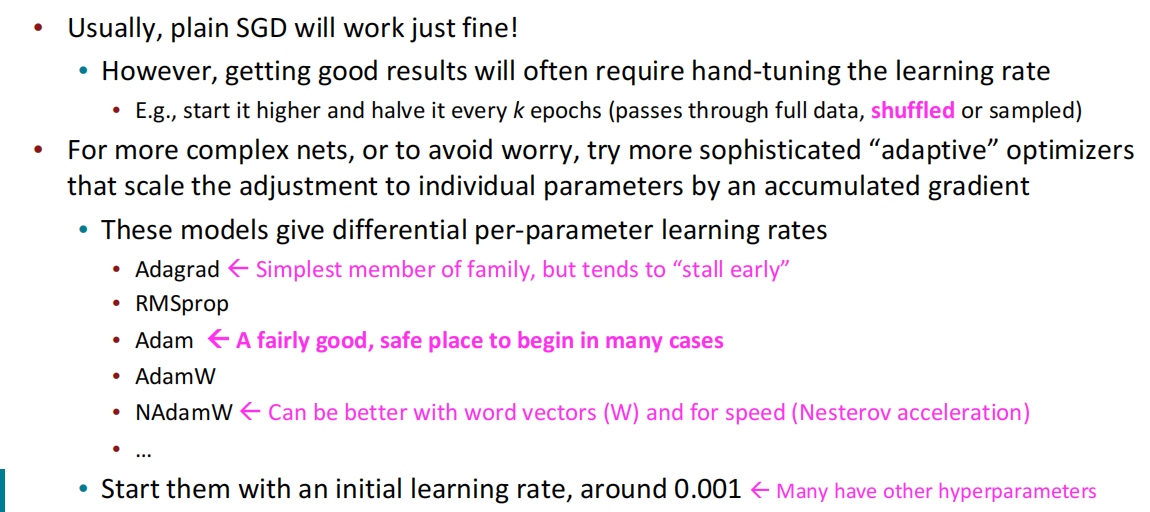 • Usually, plain SGD will work just fine!
• However, getting good results will often require hand-tuning the learning rate
• E.g., start it higher and halve it every k epochs (passes through full data, shuffled or sampled)
• For more complex nets, or to avoid worry, try more sophisticated “adaptive” optimizers
that scale the adjustment to individual parameters by an accumulated gradient
• These models give differential per-parameter learning rates
• Adagrad ← Simplest member of family, but tends to “stall early”
• RMSprop
• Adam ← A fairly good, safe place to begin in many cases
• AdamW
• NAdamW ← Can be better with word vectors (W) and for speed (Nesterov acceleration)
• …
• Start them with an initial learning rate, around 0.001 ← Many have other hyperparameters